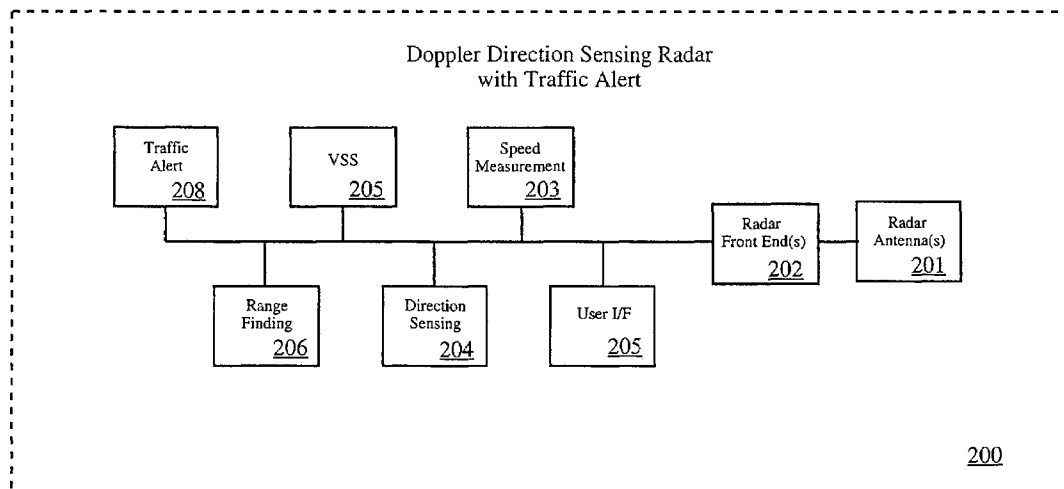 Doppler Direction Sensing Radar
with Traffic Alert
Traffic
Alert
208
VSS
205
Speed
Measurement
203
Radar
Front End(s)
202
Radar
Antenna(s)
201
Range
Finding
206
Direction
Sensing
204
User I/F
205
200